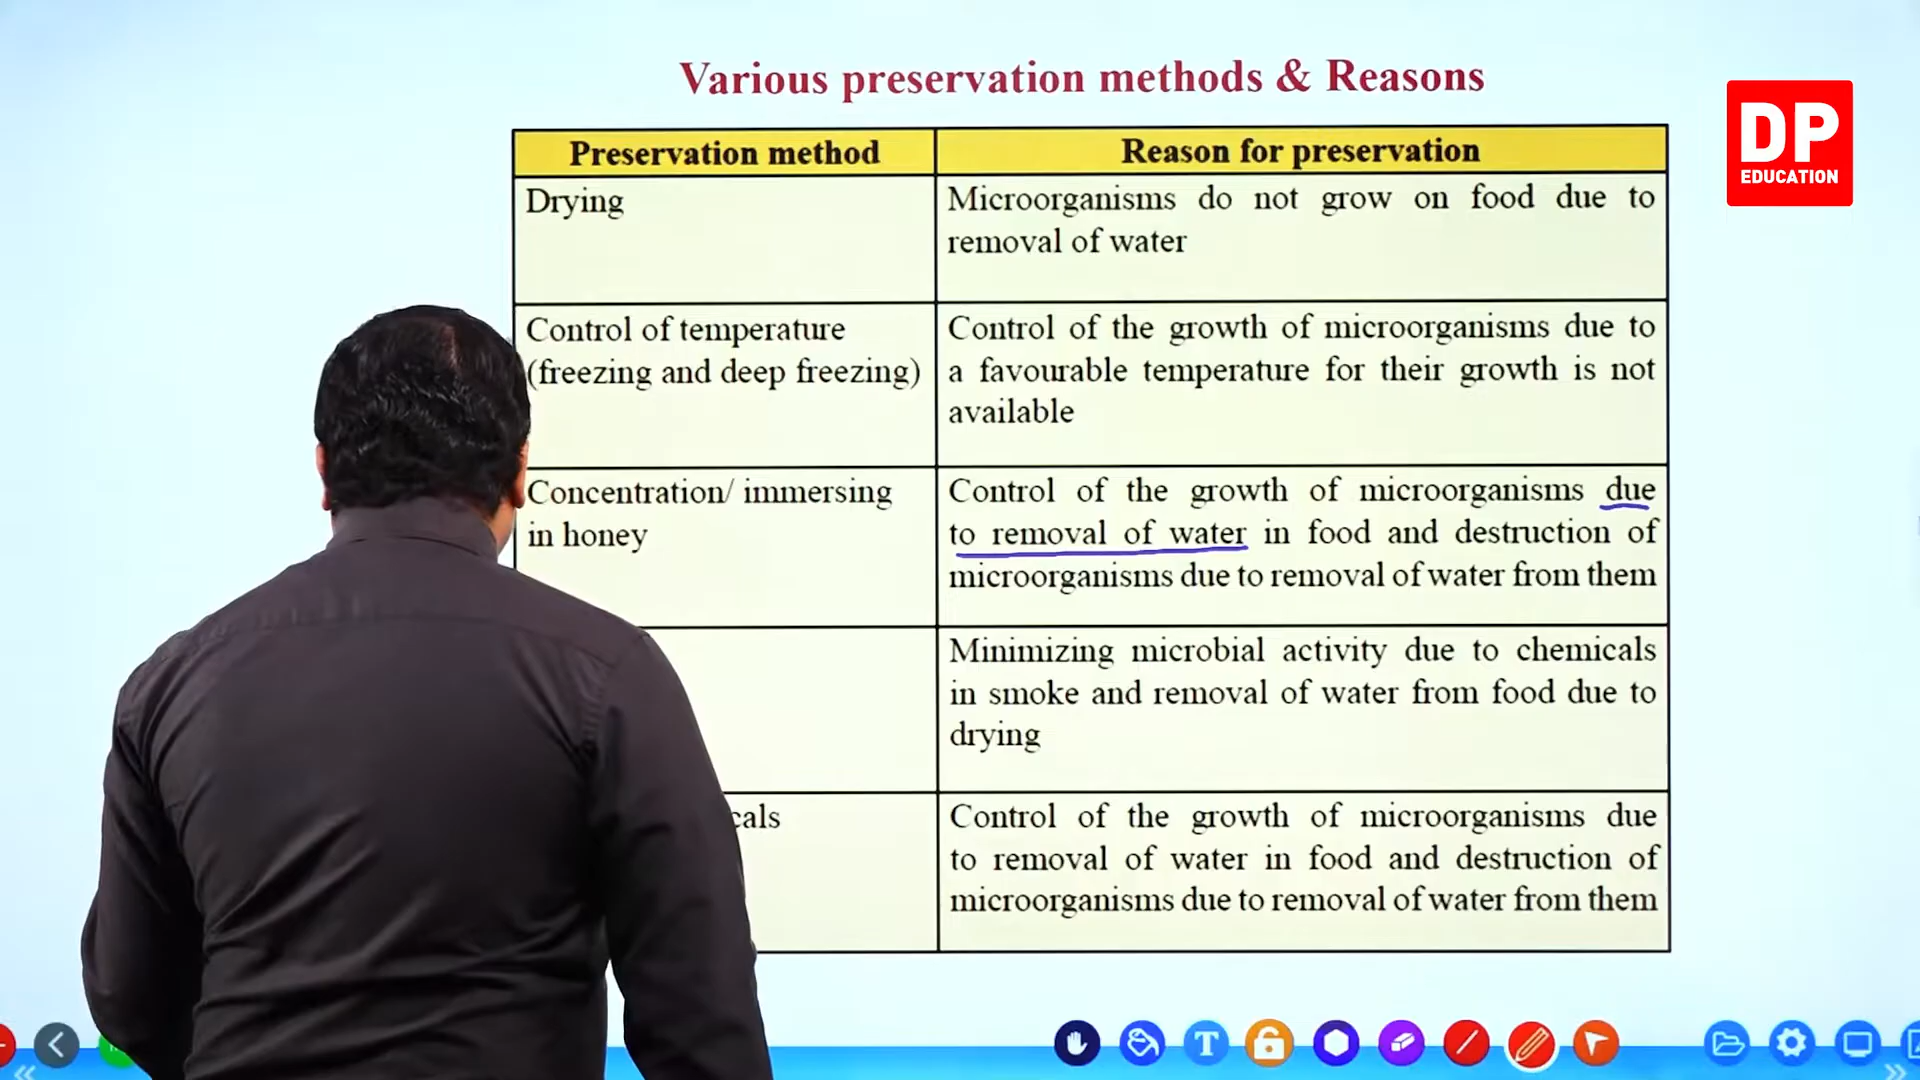 Various preservation methods & Reasons
DP
EDUCATION
Preservation method
Reason for preservation
Drying
Microorganisms do not grow on food due to
removal of water
Control of temperature
(freezing and deep freezing)
Control of the growth of microorganisms due to
a favourable temperature for their growth is not
available
Concentration/ immersing
in honey
Control of the growth of microorganisms due
to removal of water in food and destruction of
microorganisms due to removal of water from them
Minimizing microbial activity due to chemicals
in smoke and removal of water from food due to
drying
cals
Control of the growth of microorganisms due
to removal of water in food and destruction of
microorganisms due to removal of water from them
T